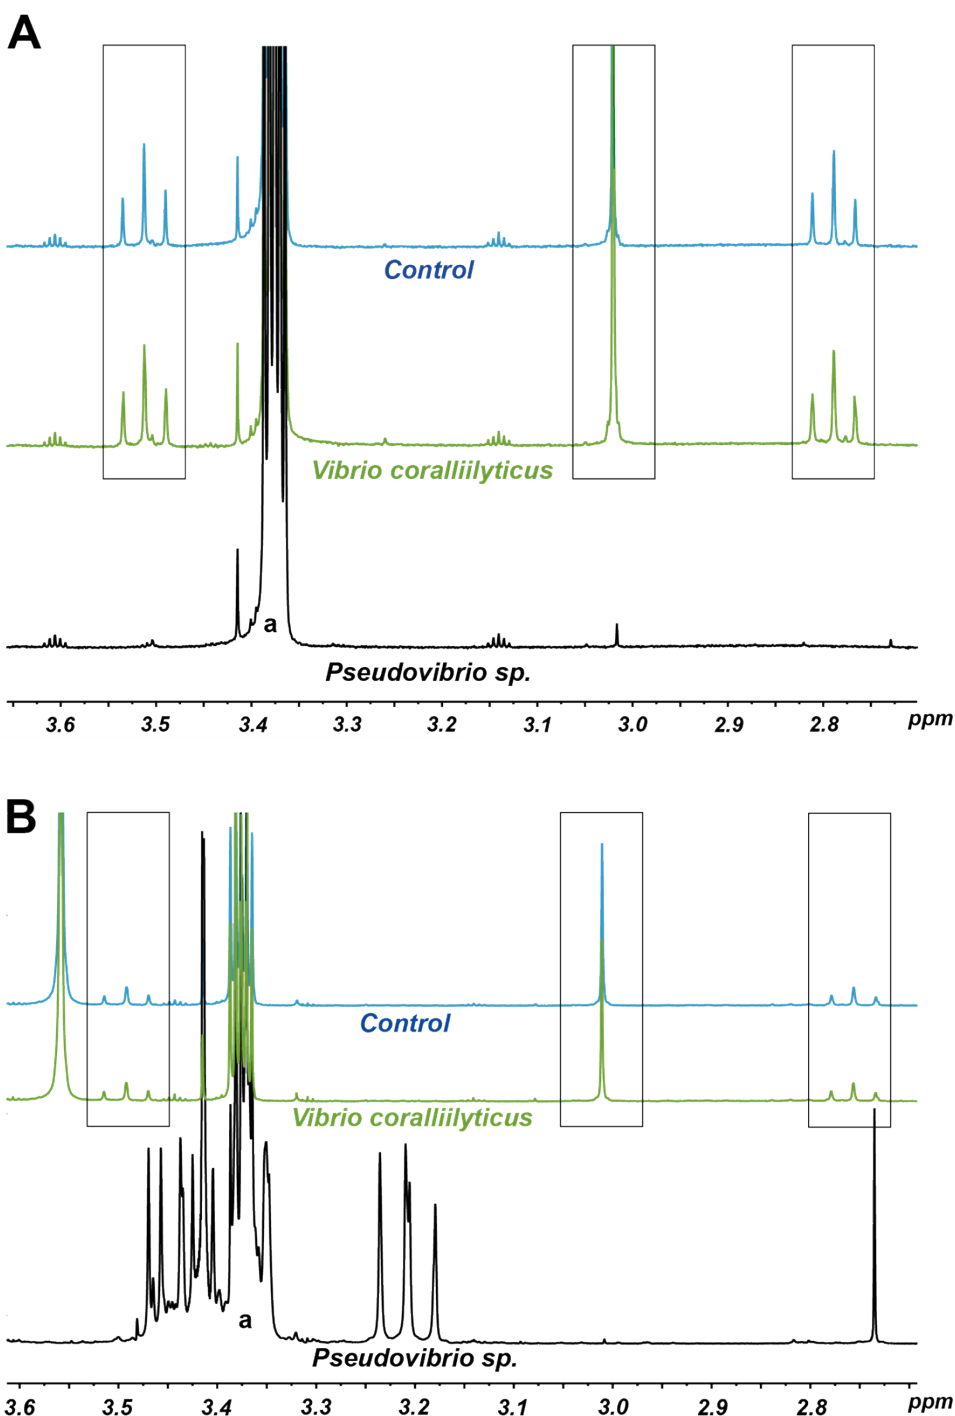 A
Control
Vibrio coralliilyticus
a
Pseudovibrio sp.
3.6 3.5 3.4 3.3 3.2 3.1 3.0 2.9 2.8 ppm
B
Control
Vibrio coralliilyticus
a
Pseudovibrio sp.
3.6 3.5 3.4 3.3 3.2 3.1 3.0 2.9 2.8 ppm